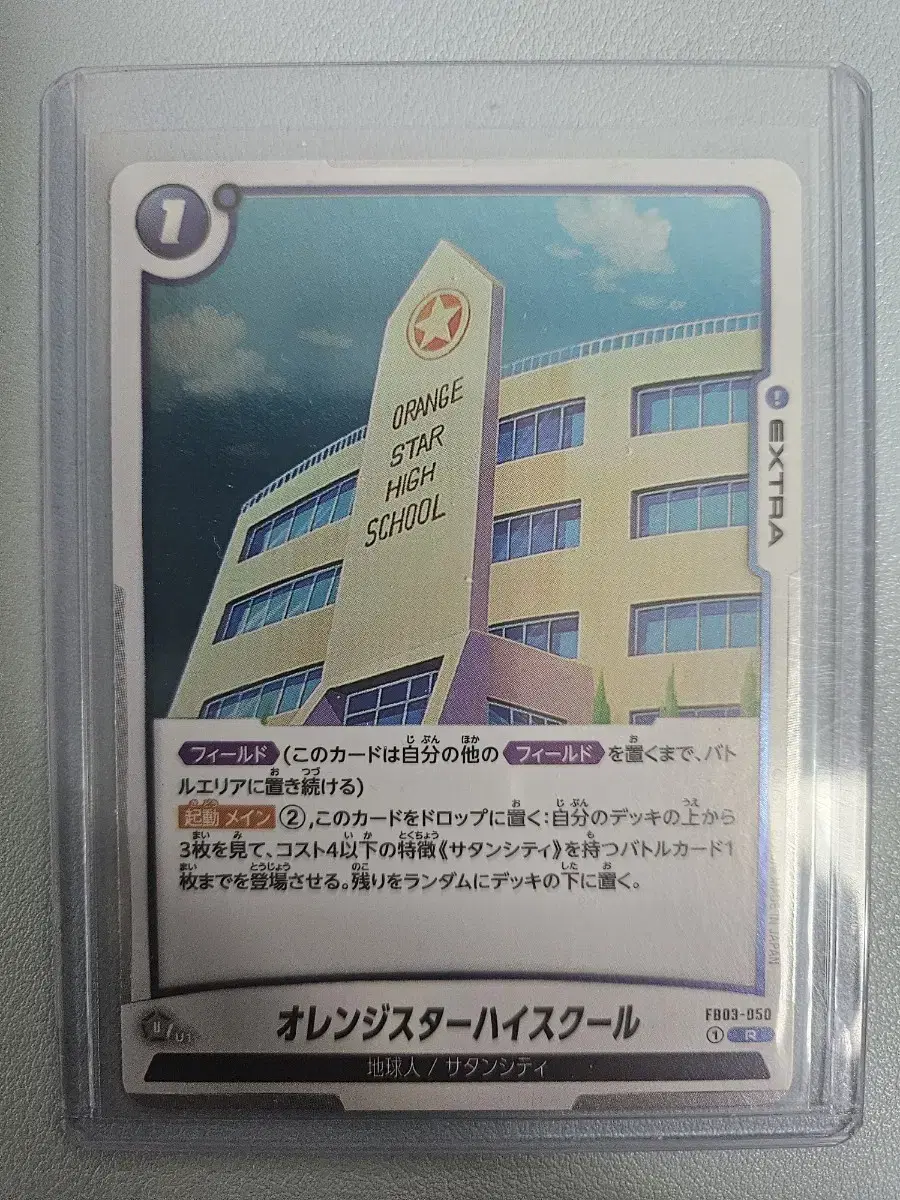 1
ORANGE
STAR
HIGH
SCHOOL
EXTRA
フィールド (このカードは自分の他の フィールド を置くまで、バト
ルエリアに置き続ける)
起動 メイン ②,このカードをドロップに置く:自分のデッキの上から
3枚を見て、コスト4以下の特徴《サタンシティ》を持つバトルカード1
枚までを登場させる。残りをランダムにデッキの下に置く。
オレンジスターハイスクール
FB03-050
① R
地球人 / サタンシティ